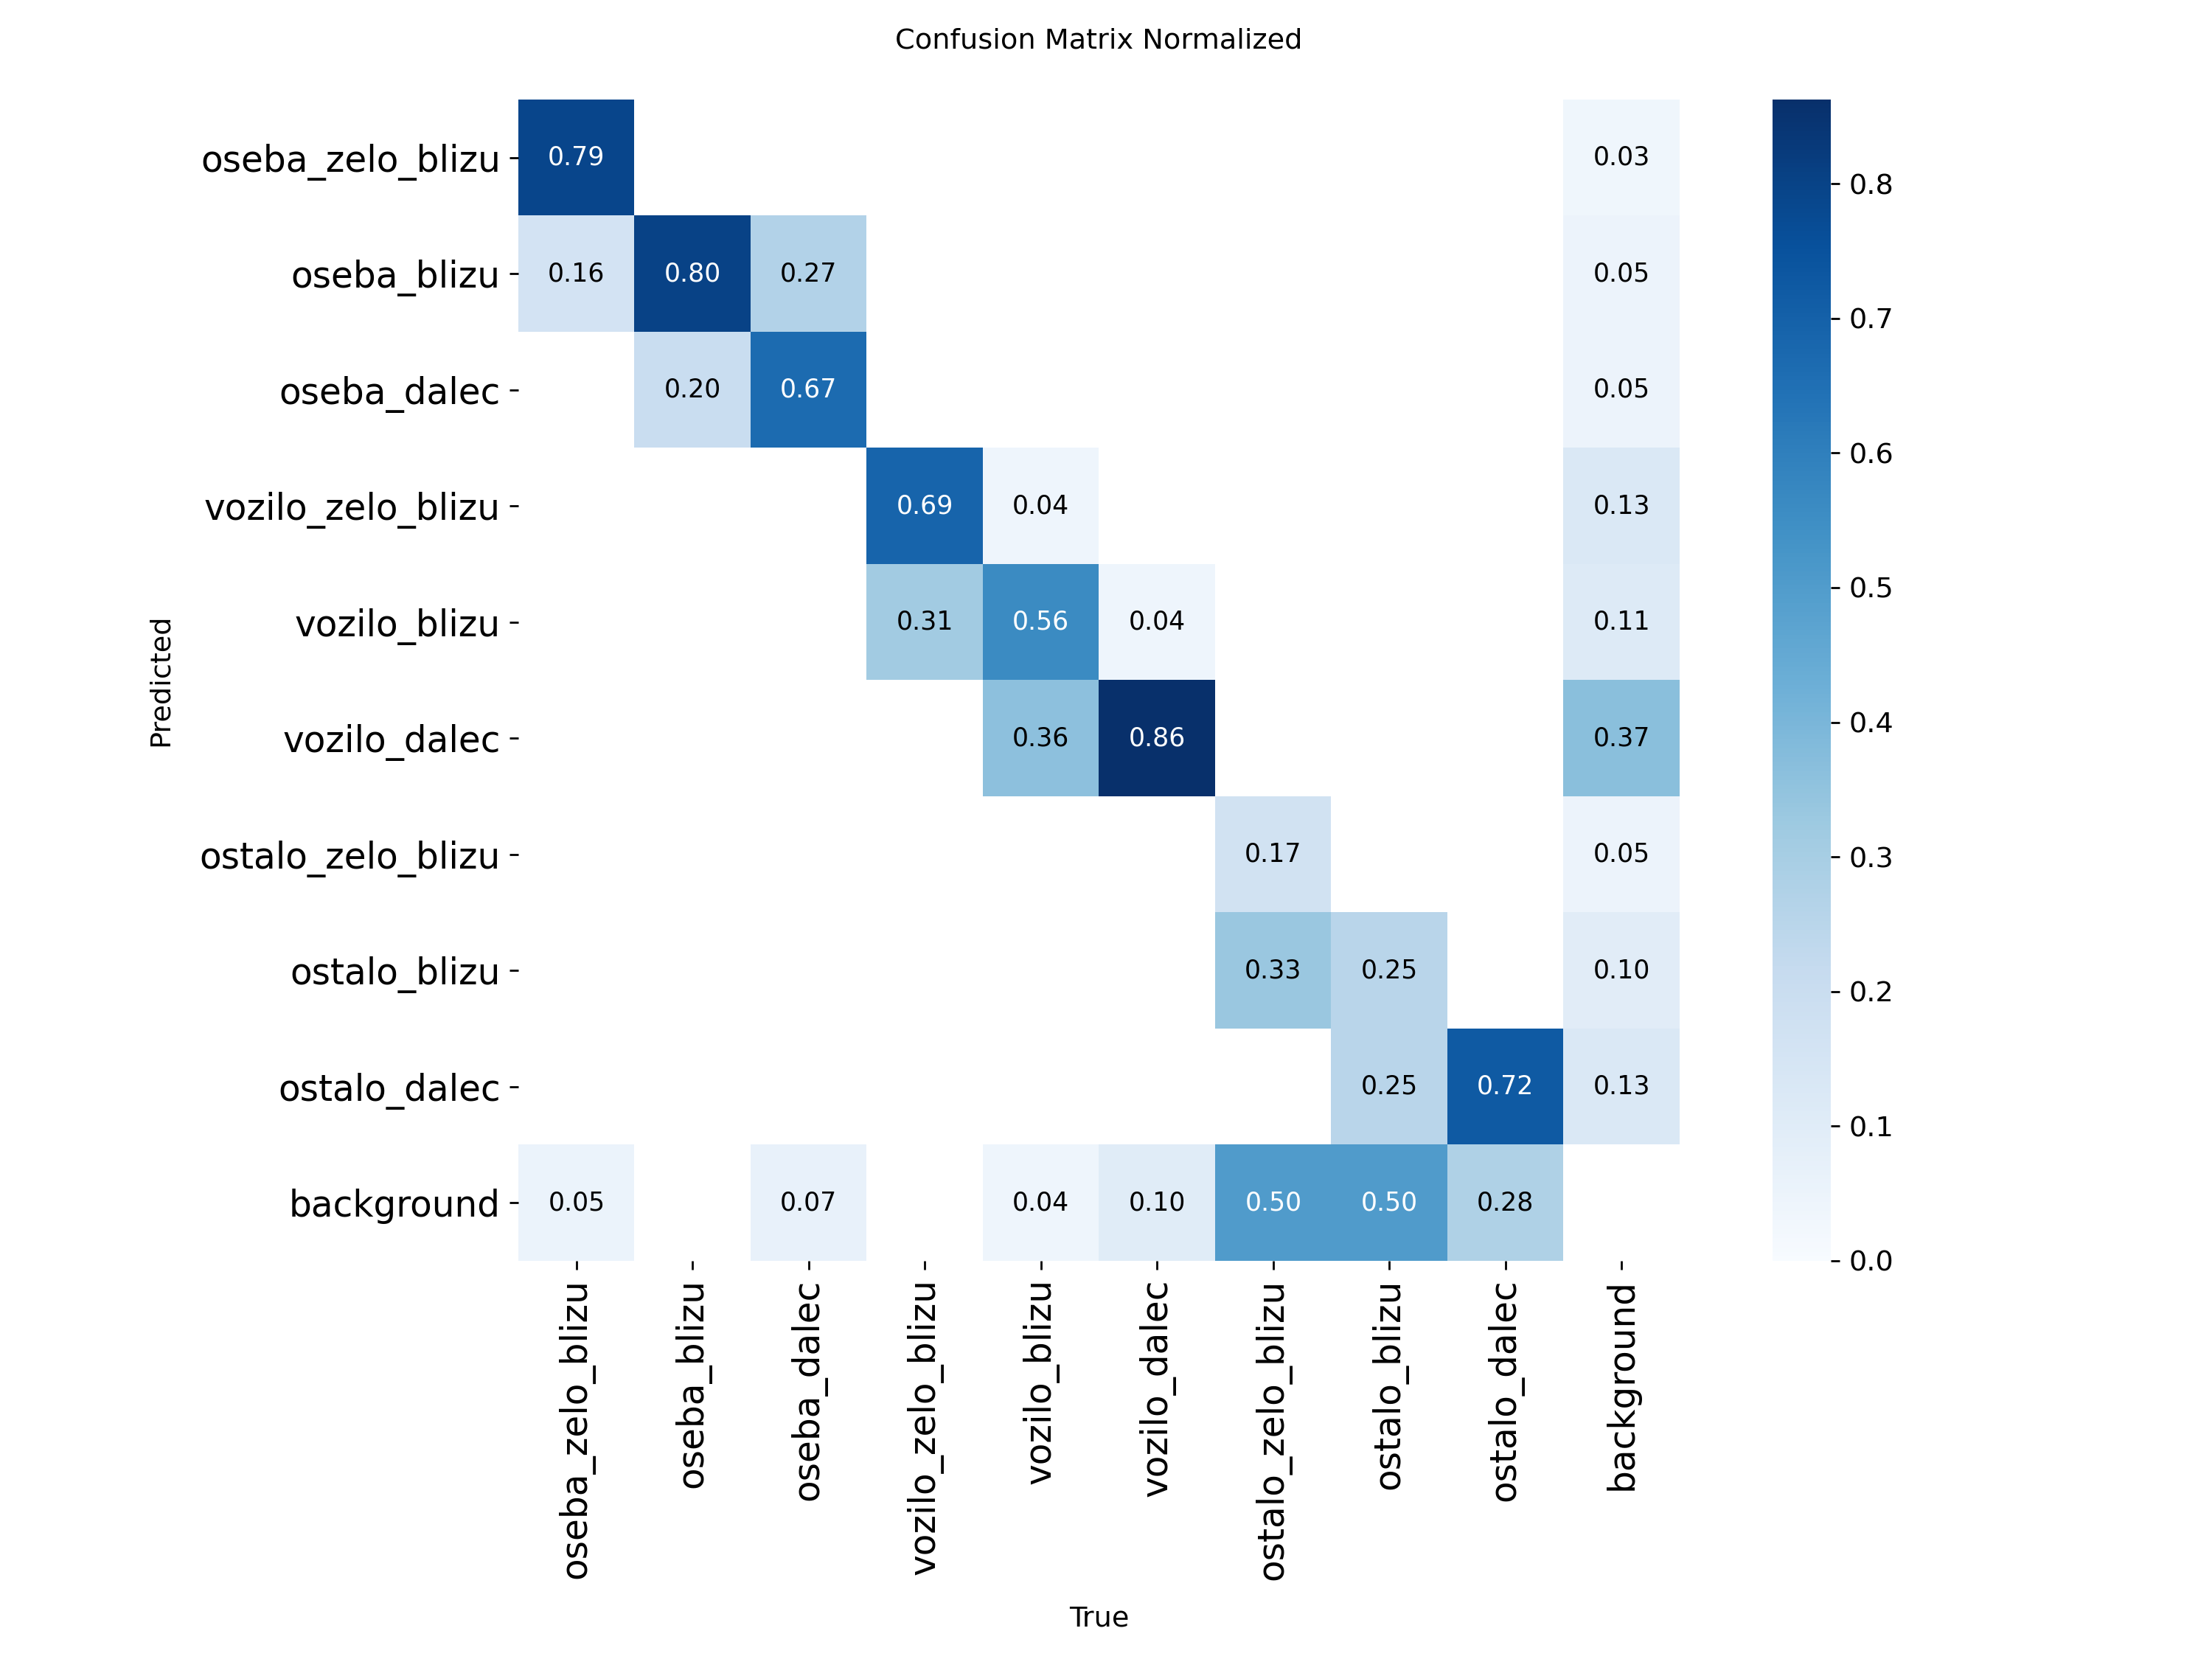 Confusion Matrix Normalized
oseba_zelo_blizu 0.79 0.03
oseba_blizu 0.16 0.80 0.27 0.05
oseba_dalec 0.20 0.67 0.05
vozilo_zelo_blizu 0.69 0.04 0.13
vozilo_blizu 0.31 0.56 0.04 0.11
vozilo_dalec 0.36 0.86 0.37
ostalo_zelo_blizu 0.17 0.05
ostalo_blizu 0.33 0.25 0.10
ostalo_dalec 0.25 0.72 0.13
background 0.05 0.07 0.04 0.10 0.50 0.50 0.28
Predicted
oseba_zelo_blizu
oseba_blizu
oseba_dalec
vozilo_zelo_blizu
vozilo_blizu
vozilo_dalec
ostalo_zelo_blizu
ostalo_blizu
ostalo_dalec
background
True
0.8
0.7
0.6
0.5
0.4
0.3
0.2
0.1
0.0